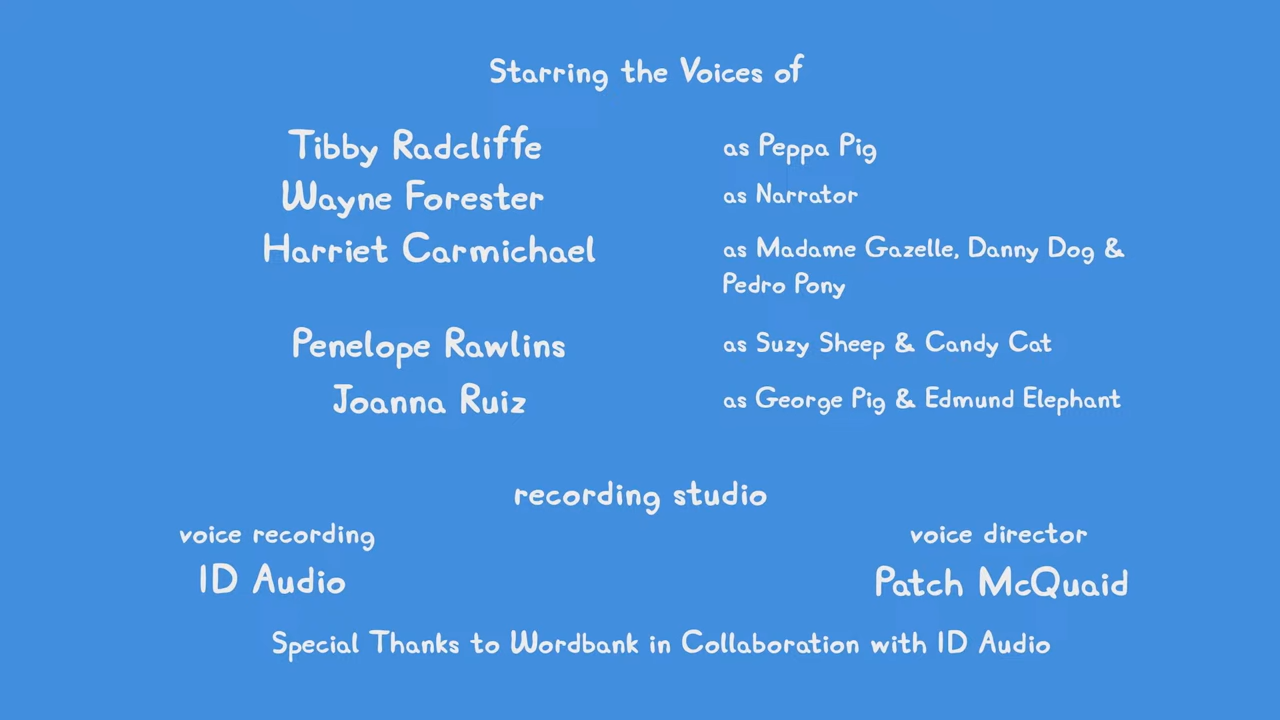 Starring the Voices of
Tibby Radcliffe as Peppa Pig
Wayne Forester as Narrator
Harriet Carmichael as Madame Gazelle, Danny Dog &
Pedro Pony
Penelope Rawlins as Suzy Sheep & Candy Cat
Joanna Ruiz as George Pig & Edmund Elephant
recording studio
voice recording voice director
ID Audio Patch McQuaid
Special Thanks to Wordbank in Collaboration with ID Audio